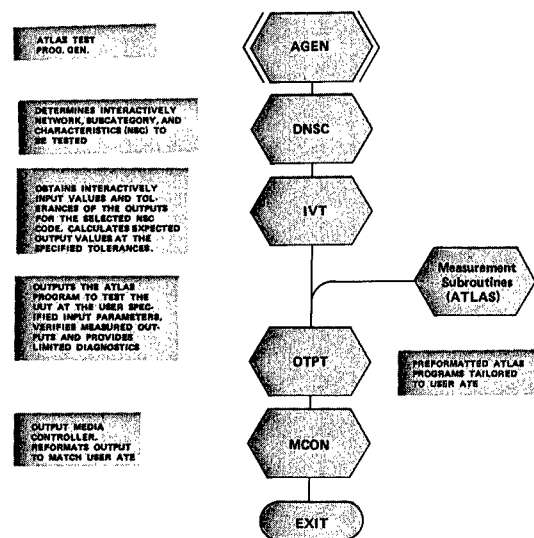 ATLAS TEST
PROG. GEN.
AGEN
DETERMINES INTERACTIVELY
NETWORK, SUBCATEGORY, AND
CHARACTERISTICS (NSC) TO
BE TESTED
DNSC
OBTAINS INTERACTIVELY
INPUT VALUES AND TOL-
ERANCES OF THE OUTPUTS
FOR THE SELECTED NSC
CODE. CALCULATES EXPECTED
OUTPUT VALUES AT THE
SPECIFIED TOLERANCES.
IVT
Measurement
Subroutines
(ATLAS)
OUTPUTS THE ATLAS
PROGRAM TO TEST THE
UUT AT THE USER SPEC-
IFIED INPUT PARAMETERS,
VERIFIES MEASURED OUT-
PUTS AND PROVIDES
LIMITED DIAGNOSTICS
OTPT
PREFORMATTED ATLAS
PROGRAMS TAILORED
TO USER ATE
OUTPUT MEDIA
CONTROLLER.
REFORMATS OUTPUT
TO MATCH USER ATE
MCON
EXIT